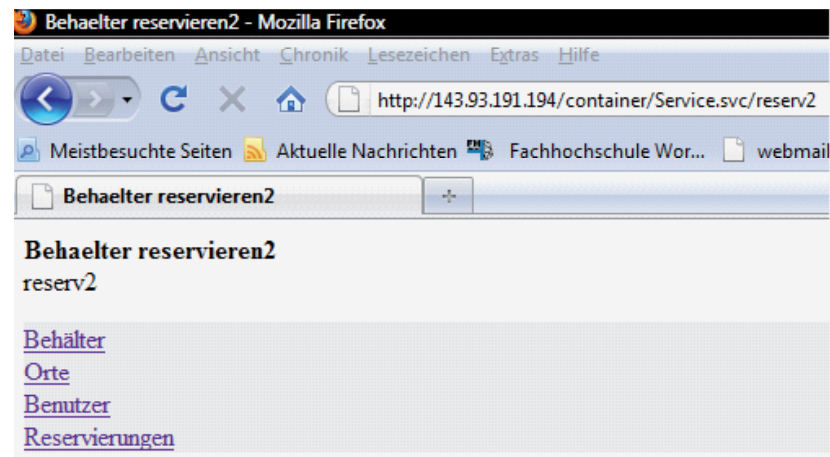 Behaelter reservieren2 - Mozilla Firefox
Datei Bearbeiten Ansicht Chronik Lesezeichen Extras Hilfe
http://143.93.191.194/container/Service.svc/reserv2
Meistbesuchte Seiten Aktuelle Nachrichten Fachhochschule Wor... webmail
Behaelter reservieren2
Behaelter reservieren2
reserv2
Behälter
Orte
Benutzer
Reservierungen